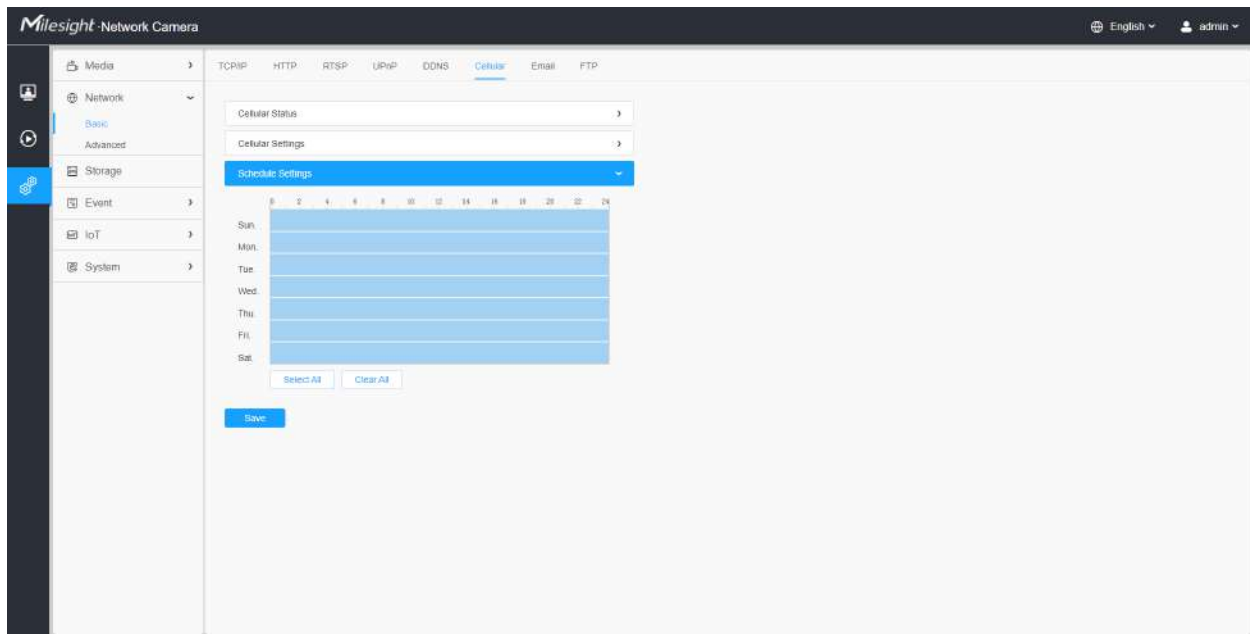 Milesight Network Camera English admin
Media TCP/IP HTTP RTSP UPnP DDNS Cellular Email FTP
Network
Basic
Advanced
Storage
Event
IoT
System
Cellular Status
Cellular Settings
Schedule Settings
0 2 4 6 8 10 12 14 16 18 20 22 24
Sun.
Mon.
Tue.
Wed.
Thu.
Fri.
Sat.
Select All Clear All
Save